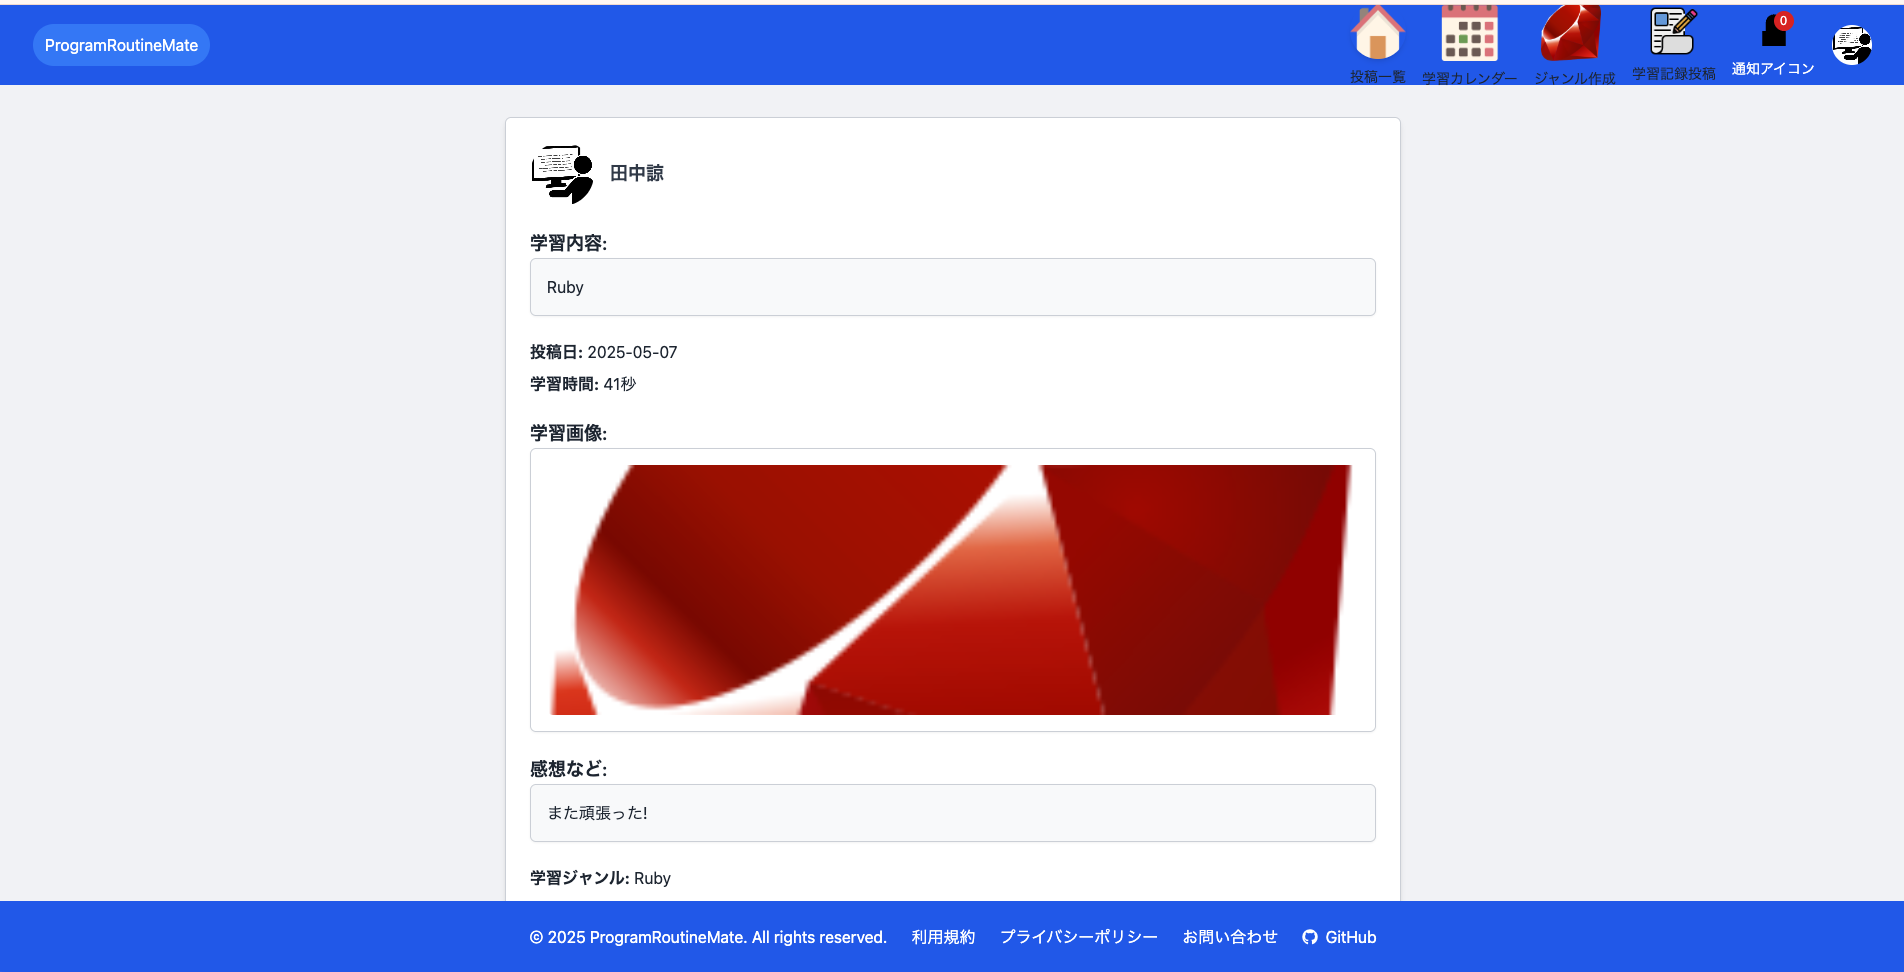 ProgramRoutineMate
投稿一覧
学習カレンダー
ジャンル作成
学習記録投稿
0
通知アイコン
田中諒
学習内容:
Ruby
投稿日: 2025-05-07
学習時間: 41秒
学習画像:
感想など:
また頑張った!
学習ジャンル: Ruby
© 2025 ProgramRoutineMate. All rights reserved. 利用規約 プライバシーポリシー お問い合わせ GitHub